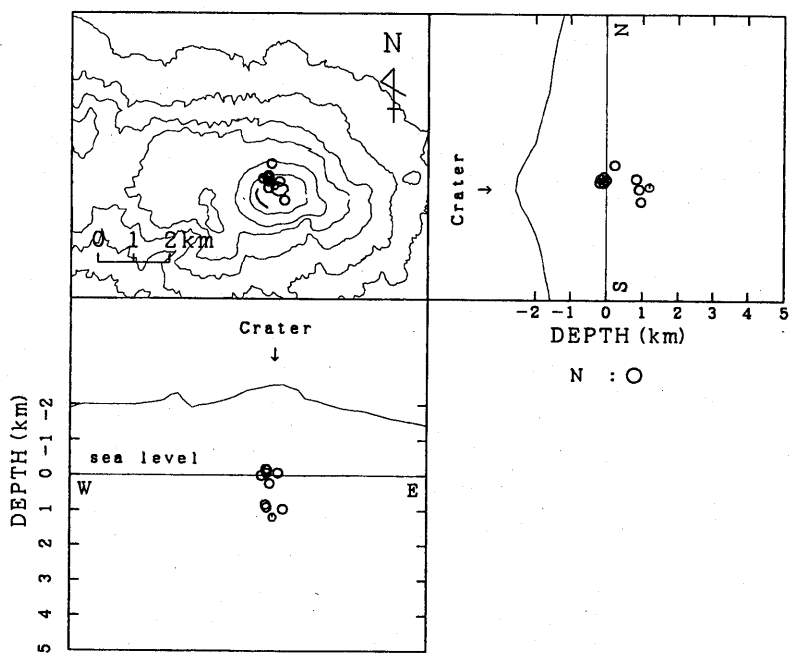 N
0 1 2km
Crater
↓
N
S
-2 -1 0 1 2 3 4 5
DEPTH (km)
N : ○
Crater
↓
DEPTH (km)
-2
-1
sea level
0
W
E
1
2
3
4
5